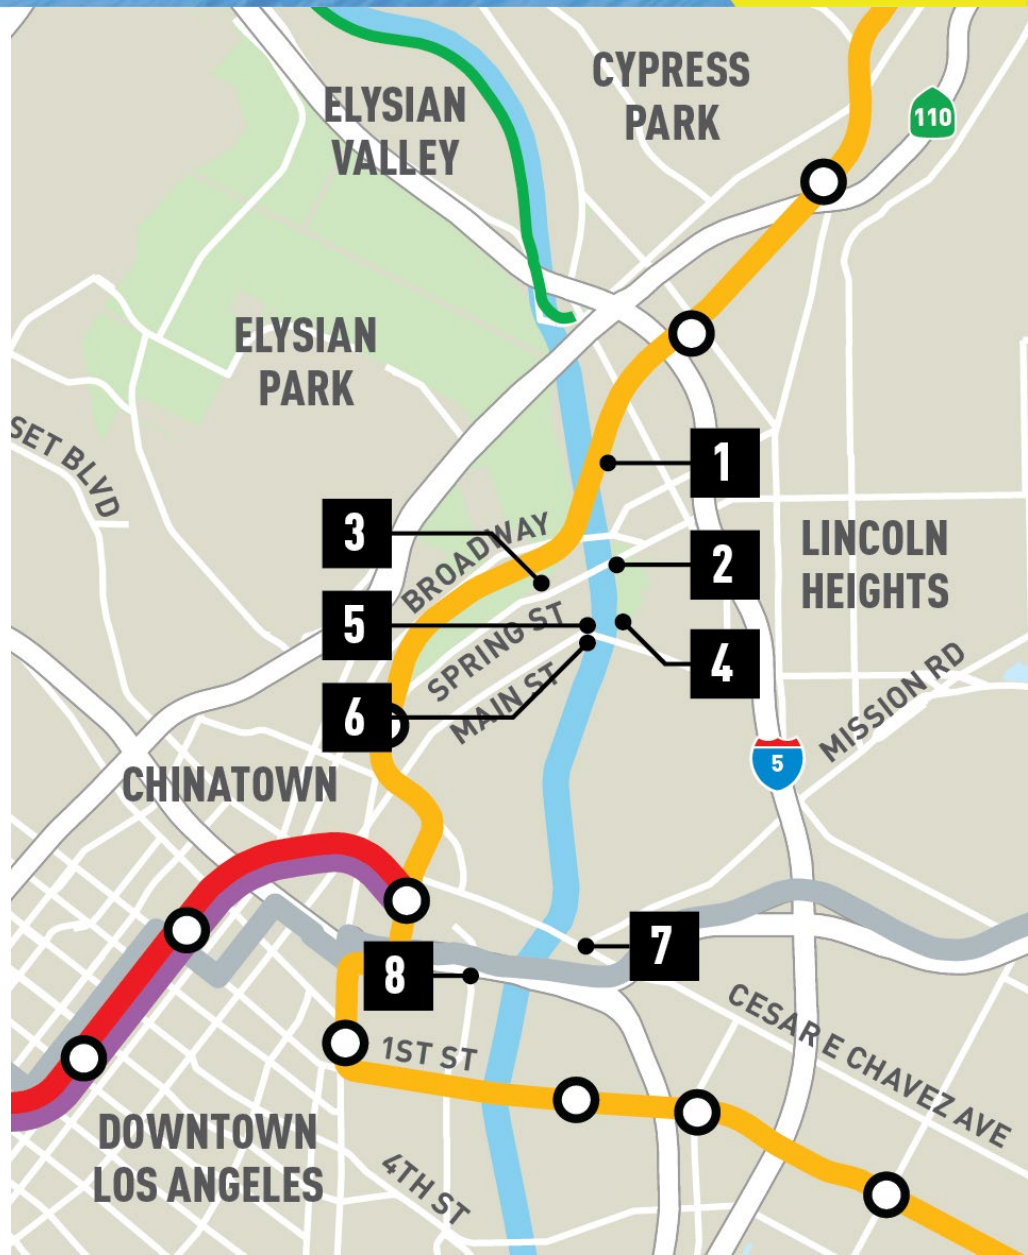 ELYSIAN
VALLEY
CYPRESS
PARK
110
ELYSIAN
PARK
SET BLVD
1
3
BROADWAY
2
LINCOLN
HEIGHTS
5
SPRING ST
4
6
MAIN ST
MISSION RD
CHINATOWN
5
7
8
CESAR E CHAVEZ AVE
1ST ST
DOWNTOWN
LOS ANGELES
4TH ST